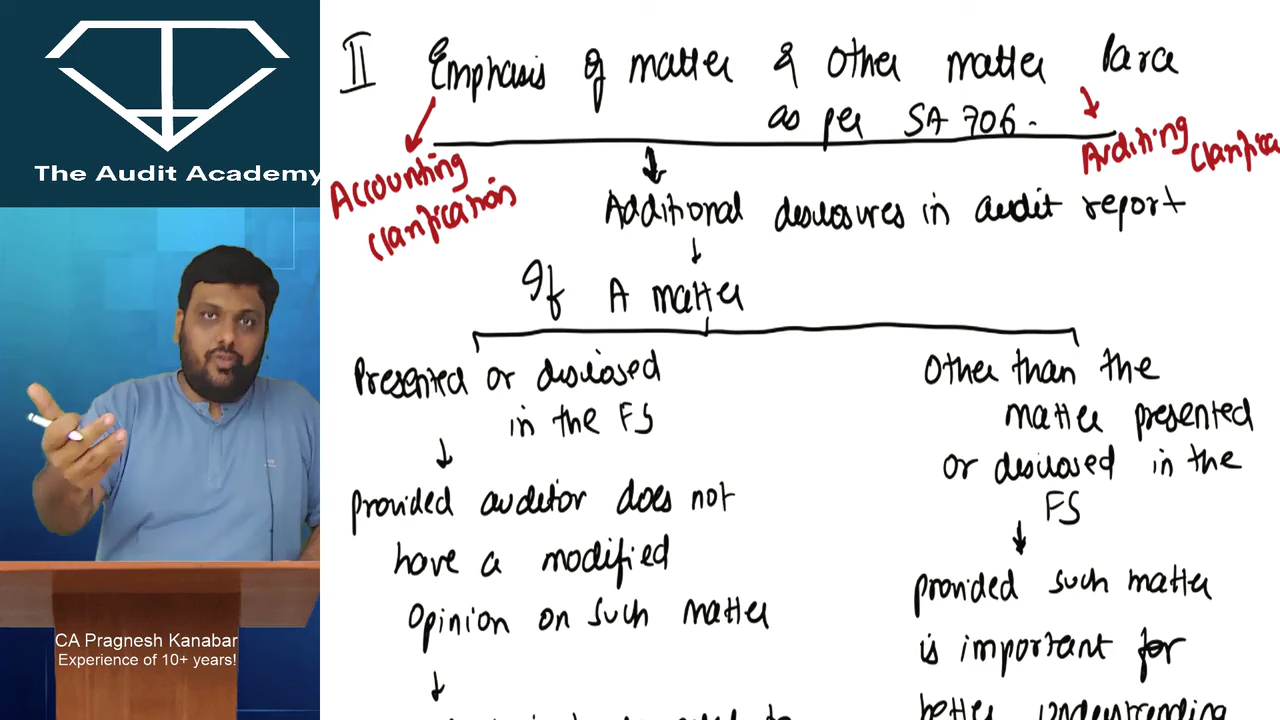 The Audit Academy
CA Pragnesh Kanabar
Experience of 10+ years!
II Emphasis of matter & Other matter Para
as per SA 706.
Accounting
clarification
Auditing
Clarifica
Additional disclosures in audit report
If A matter
Presented or disclosed
in the FS
provided auditor does not
have a modified
Opinion on such matter
Other than the
matter presented
or disclosed in the
FS
provided such matter
is important for
better understanding